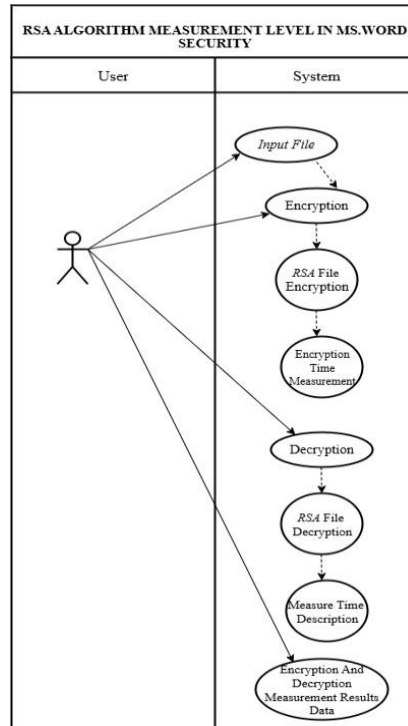 RSA ALGORITHM MEASUREMENT LEVEL IN MS.WORD
SECURITY
User
System
Input File
Encryption
RSA File
Encryption
Encryption
Time
Measurement
Decryption
RSA File
Decryption
Measure Time
Description
Encryption And
Decryption
Measurement Results
Data